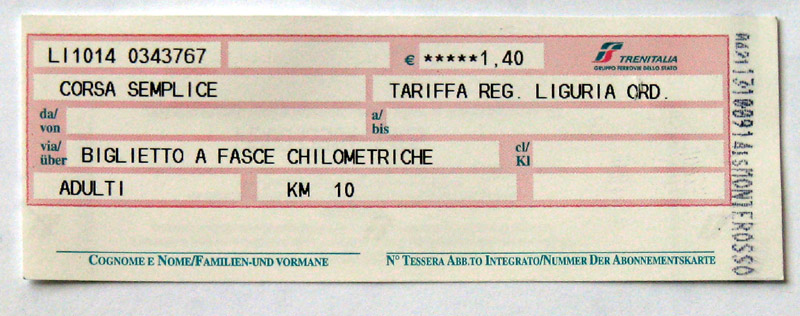 LI1014 0343767
€ *****1,40
TRENITALIA
GRUPPO FERROVIE DELLO STATO
CORSA SEMPLICE
TARIFFA REG. LIGURIA ORD.
da/
von
a/
bis
via/
über
BIGLIETTO A FASCE CHILOMETRICHE
cl/
Kl
ADULTI
KM 10
COGNOME E NOME/FAMILIEN-UND VORMANE
N° TESSERA ABB.TO INTEGRATO/NUMMER DER ABONNEMENTSKARTE
MONTEROSSO